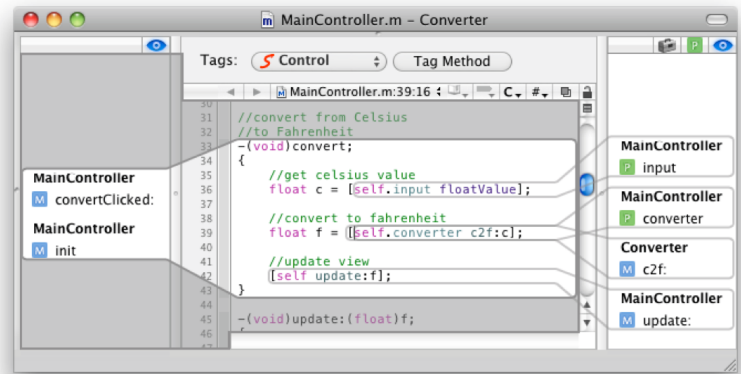 MainController.m – Converter
Tags: Control Tag Method
MainController.m:39:16 C #
30
31 //convert from Celsius
32 //to Fahrenheit
33 -(void)convert;
34 {
35 //get celsius value
36 float c = [self.input floatValue];
37
38 //convert to fahrenheit
39 float f = [self.converter c2f:c];
40
41 //update view
42 [self update:f];
43 }
44
45 -(void)update:(float)f;
46
MainController
M convertClicked:
MainController
M init
P
MainController
P input
MainController
P converter
Converter
M c2f:
MainController
M update: